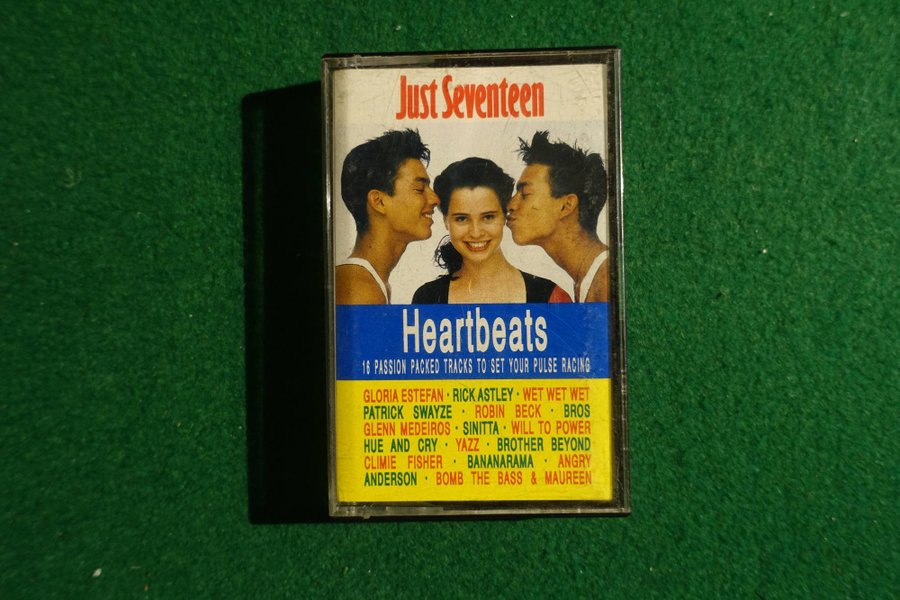 Just Seventeen
Heartbeats
16 PASSION PACKED TRACKS TO SET YOUR PULSE RACING
GLORIA ESTEFAN · RICK ASTLEY · WET WET WET
PATRICK SWAYZE · ROBIN BECK · BROS
GLENN MEDEIROS · SINITTA · WILL TO POWER
HUE AND CRY · YAZZ · BROTHER BEYOND
CLIMIE FISHER · BANANARAMA · ANGRY
ANDERSON · BOMB THE BASS & MAUREEN